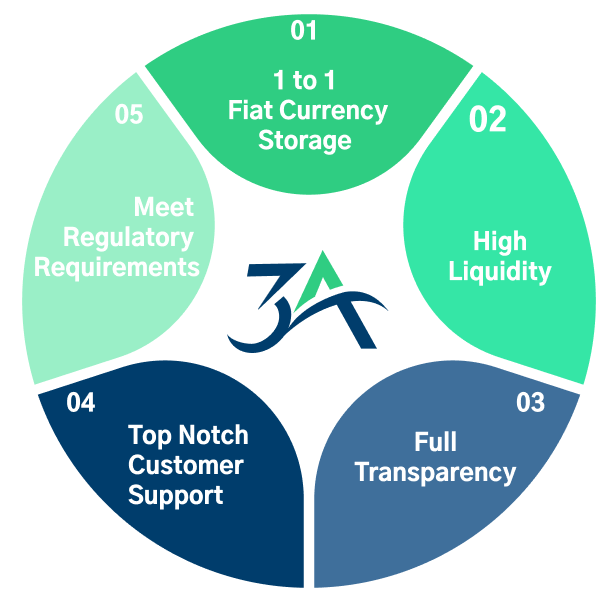 01
1 to 1
Fiat Currency
Storage
02
High
Liquidity
03
Full
Transparency
04
Top Notch
Customer
Support
05
Meet
Regulatory
Requirements
3A